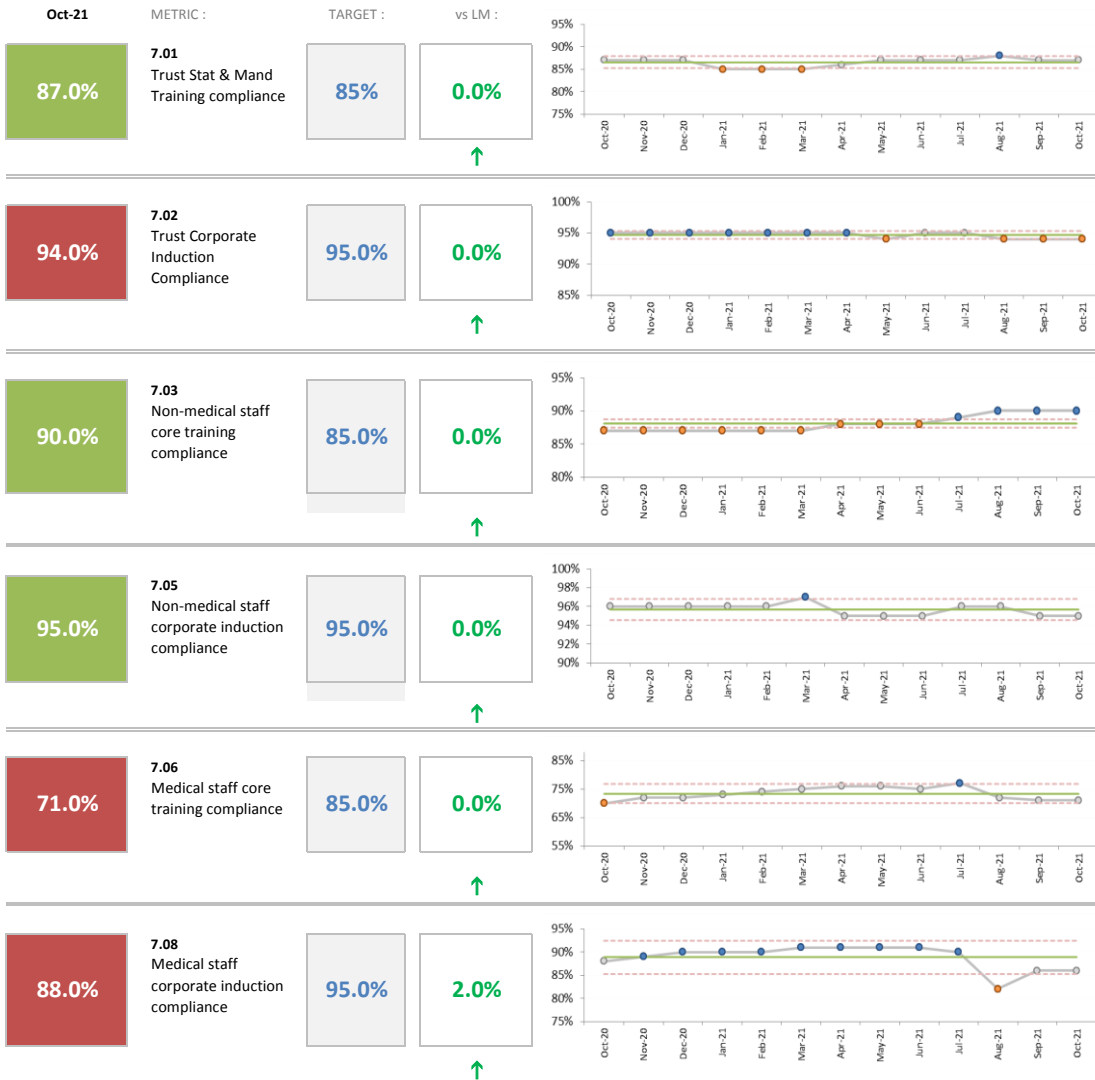 Oct-21 METRIC : TARGET : vs LM :
87.0%
7.01
Trust Stat & Mand
Training compliance
85%
0.0%
↑
95%
90%
85%
80%
75%
Oct-20 Nov-20 Dec-20 Jan-21 Feb-21 Mar-21 Apr-21 May-21 Jun-21 Jul-21 Aug-21 Sep-21 Oct-21
94.0%
7.02
Trust Corporate
Induction
Compliance
95.0%
0.0%
↑
100%
95%
90%
85%
Oct-20 Nov-20 Dec-20 Jan-21 Feb-21 Mar-21 Apr-21 May-21 Jun-21 Jul-21 Aug-21 Sep-21 Oct-21
90.0%
7.03
Non-medical staff
core training
compliance
85.0%
0.0%
↑
95%
90%
85%
80%
Oct-20 Nov-20 Dec-20 Jan-21 Feb-21 Mar-21 Apr-21 May-21 Jun-21 Jul-21 Aug-21 Sep-21 Oct-21
95.0%
7.05
Non-medical staff
corporate induction
compliance
95.0%
0.0%
↑
100%
98%
96%
94%
92%
90%
Oct-20 Nov-20 Dec-20 Jan-21 Feb-21 Mar-21 Apr-21 May-21 Jun-21 Jul-21 Aug-21 Sep-21 Oct-21
71.0%
7.06
Medical staff core
training compliance
85.0%
0.0%
↑
85%
75%
65%
55%
Oct-20 Nov-20 Dec-20 Jan-21 Feb-21 Mar-21 Apr-21 May-21 Jun-21 Jul-21 Aug-21 Sep-21 Oct-21
88.0%
7.08
Medical staff
corporate induction
compliance
95.0%
2.0%
↑
95%
90%
85%
80%
75%
Oct-20 Nov-20 Dec-20 Jan-21 Feb-21 Mar-21 Apr-21 May-21 Jun-21 Jul-21 Aug-21 Sep-21 Oct-21